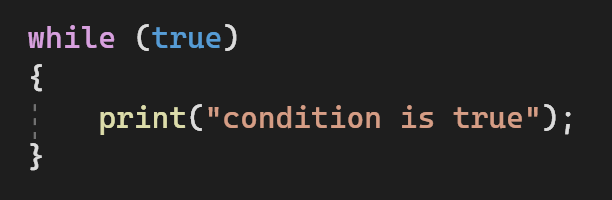 while (true)
{
    print("condition is true");
}